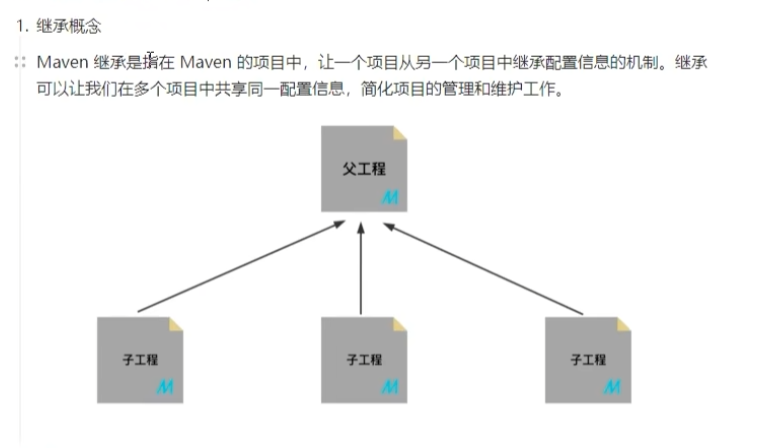 1. 继承概念
Maven 继承是指在 Maven 的项目中，让一个项目从另一个项目中继承配置信息的机制。继承
可以让我们在多个项目中共享同一配置信息，简化项目的管理和维护工作。
父工程
M
子工程
子工程
子工程
M
M
M